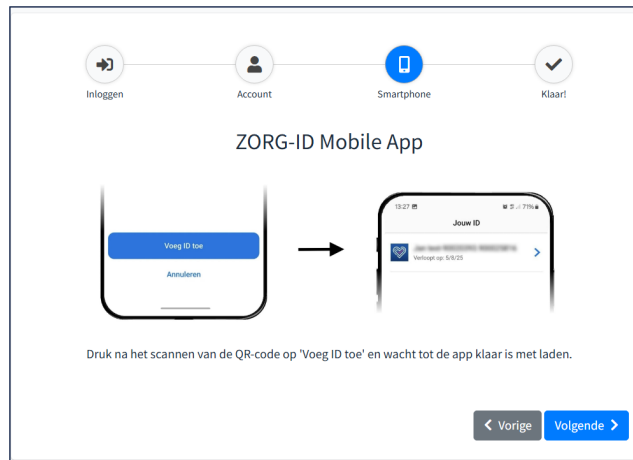 Inloggen
Account
Smartphone
Klaar!
ZORG-ID Mobile App
Voeg ID toe
Annuleren
13:27
71%
Jouw ID
Verloopt op: 5/8/25
Druk na het scannen van de QR-code op 'Voeg ID toe' en wacht tot de app klaar is met laden.
Vorige
Volgende